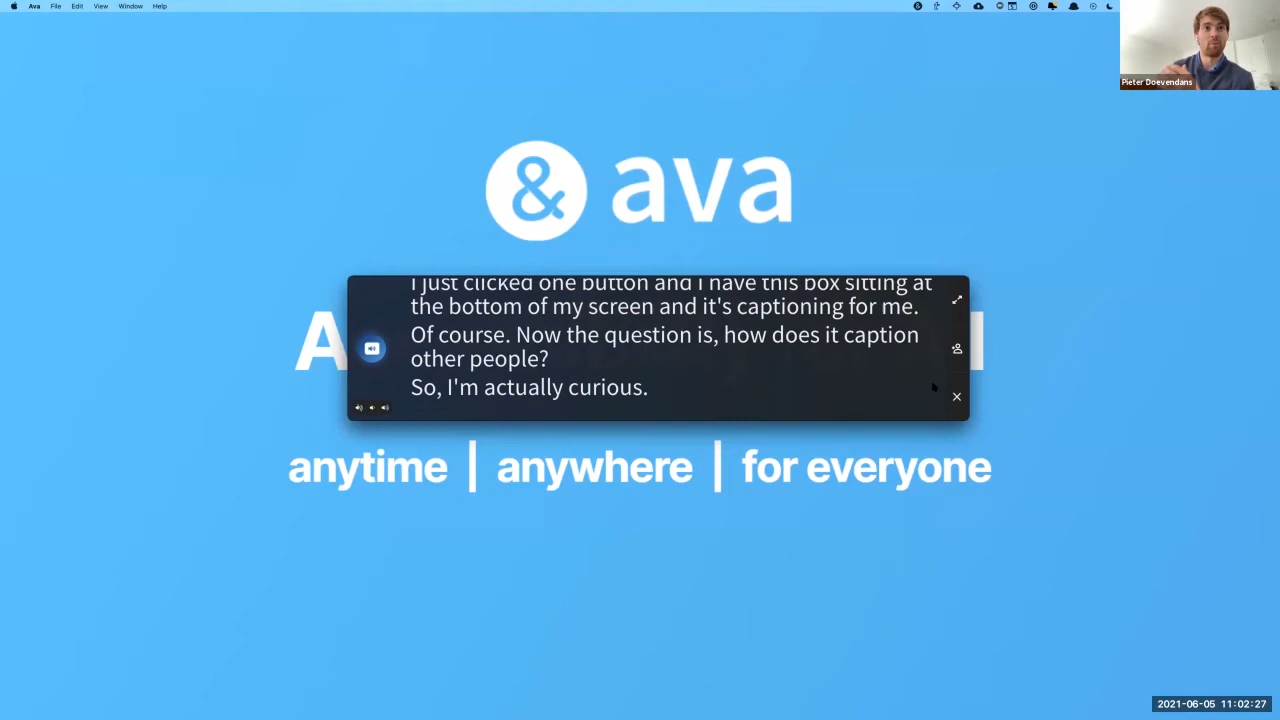 Ava File Edit View Window Help
Pieter Doevendans
& ava
I just clicked one button and I have this box sitting at
the bottom of my screen and it's captioning for me.
Of course. Now the question is, how does it caption
other people?
So, I'm actually curious.
anytime | anywhere | for everyone
2021-06-05 11:02:27